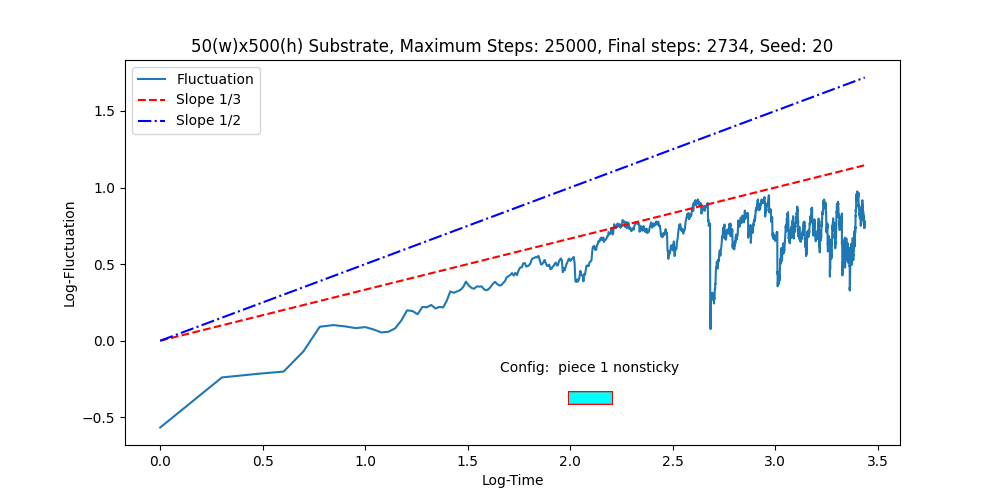 50(w)x500(h) Substrate, Maximum Steps: 25000, Final steps: 2734, Seed: 20
Fluctuation
Slope 1/3
Slope 1/2
1.5
1.0
0.5
0.0
−0.5
Log-Fluctuation
Config:  piece 1 nonsticky
0.0 0.5 1.0 1.5 2.0 2.5 3.0 3.5
Log-Time